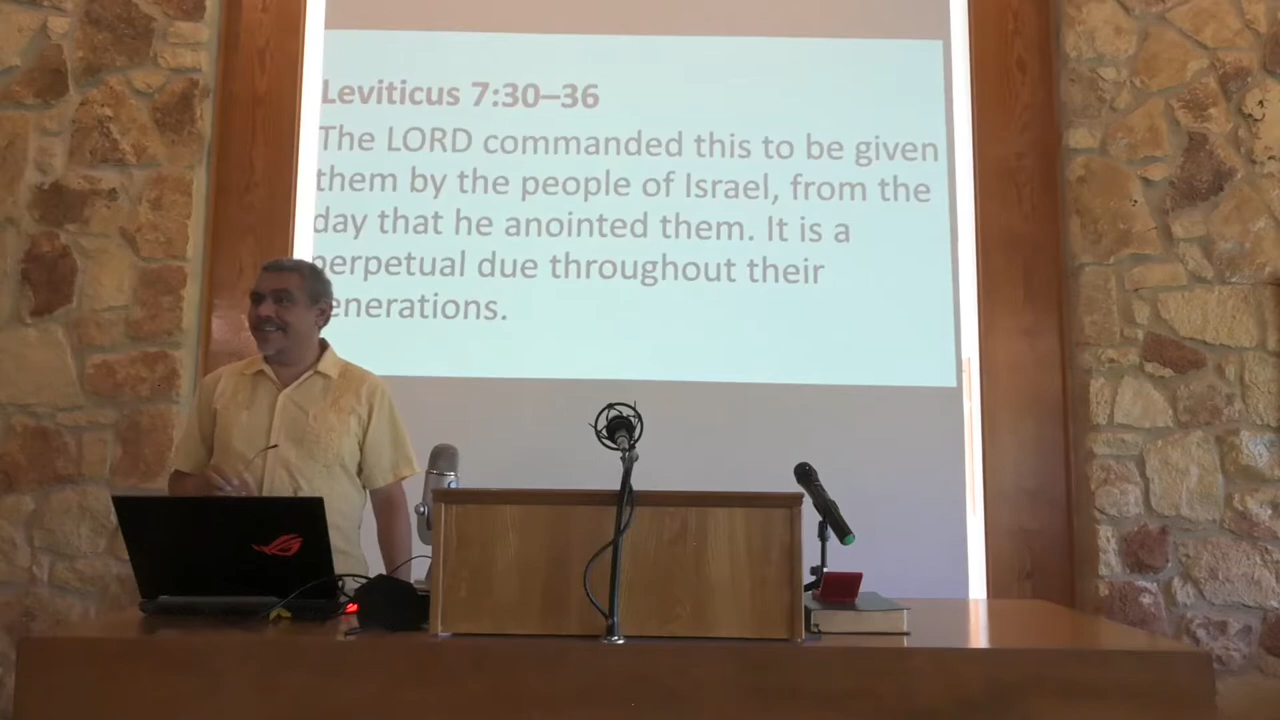 Leviticus 7:30–36
The LORD commanded this to be given
them by the people of Israel, from the
day that he anointed them. It is a
perpetual due throughout their
enerations.